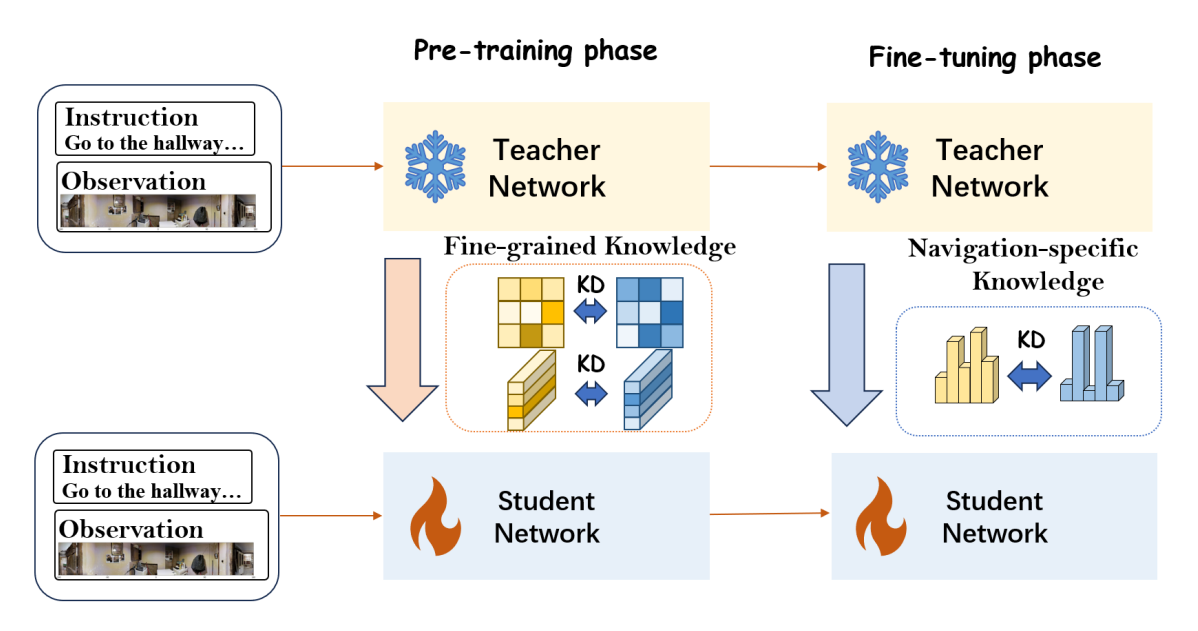 Pre-training phase
Fine-tuning phase
Instruction
Go to the hallway...
Observation
Teacher
Network
Teacher
Network
Fine-grained Knowledge
KD
KD
Navigation-specific
Knowledge
KD
Instruction
Go to the hallway...
Observation
Student
Network
Student
Network